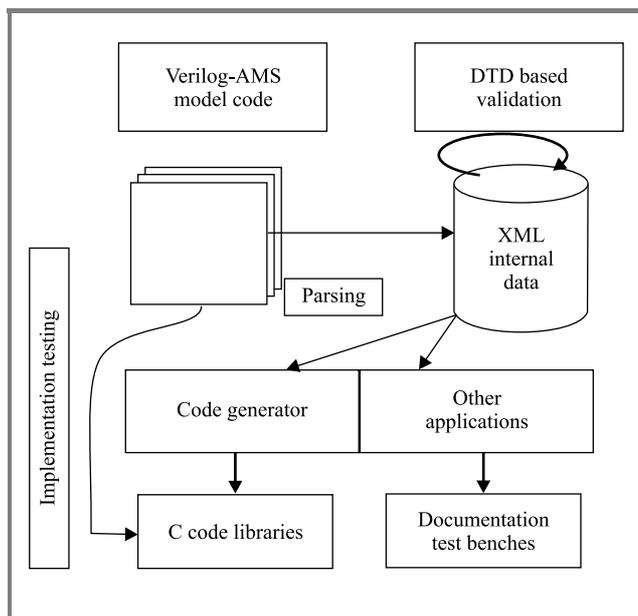 Verilog-AMS
model code
DTD based
validation
XML
internal
data
Parsing
Implementation testing
Code generator
Other
applications
C code libraries
Documentation
test benches